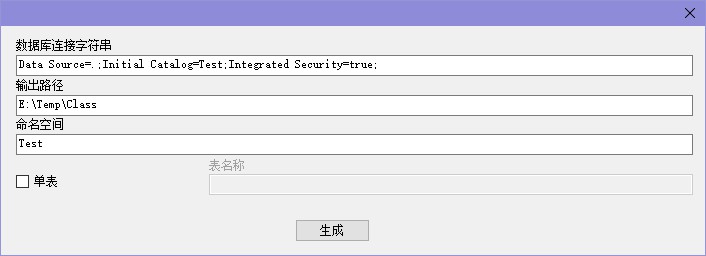 数据库连接字符串
Data Source=.;Initial Catalog=Test;Integrated Security=true;
输出路径
E:\Temp\Class
命名空间
Test
表名称
单表
生成